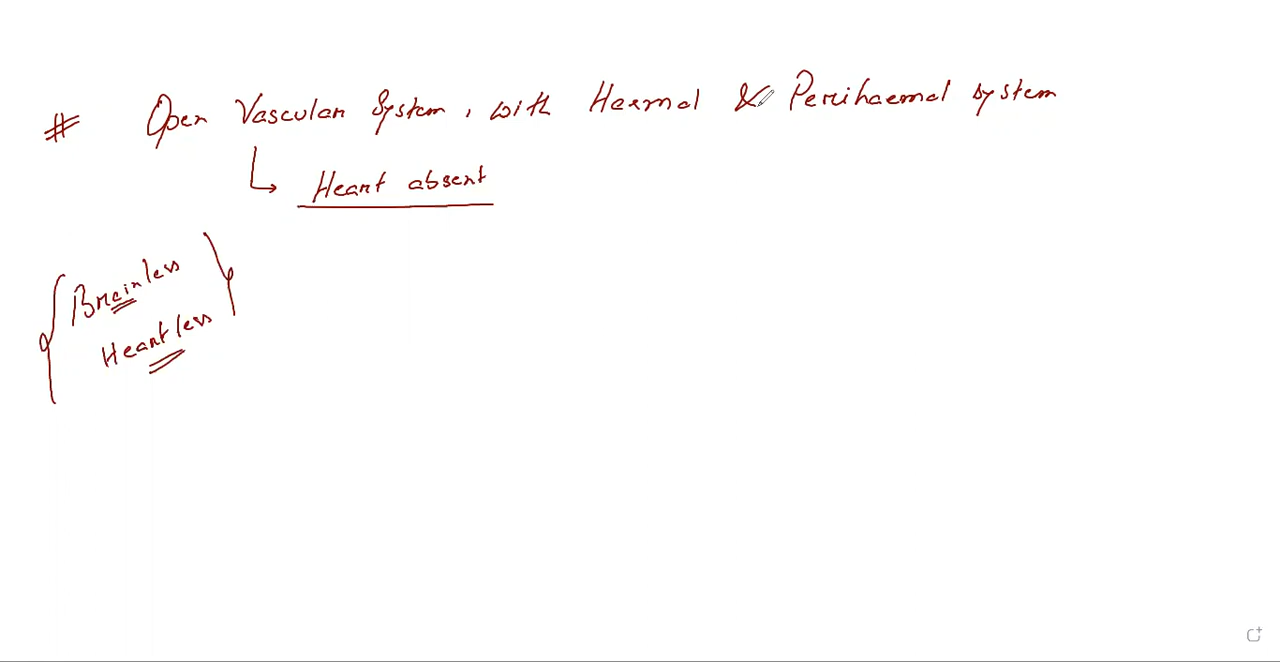 # Open Vascular System, with Haemal & Perihaemal system
↳ Heart absent
Brainless
Heartless